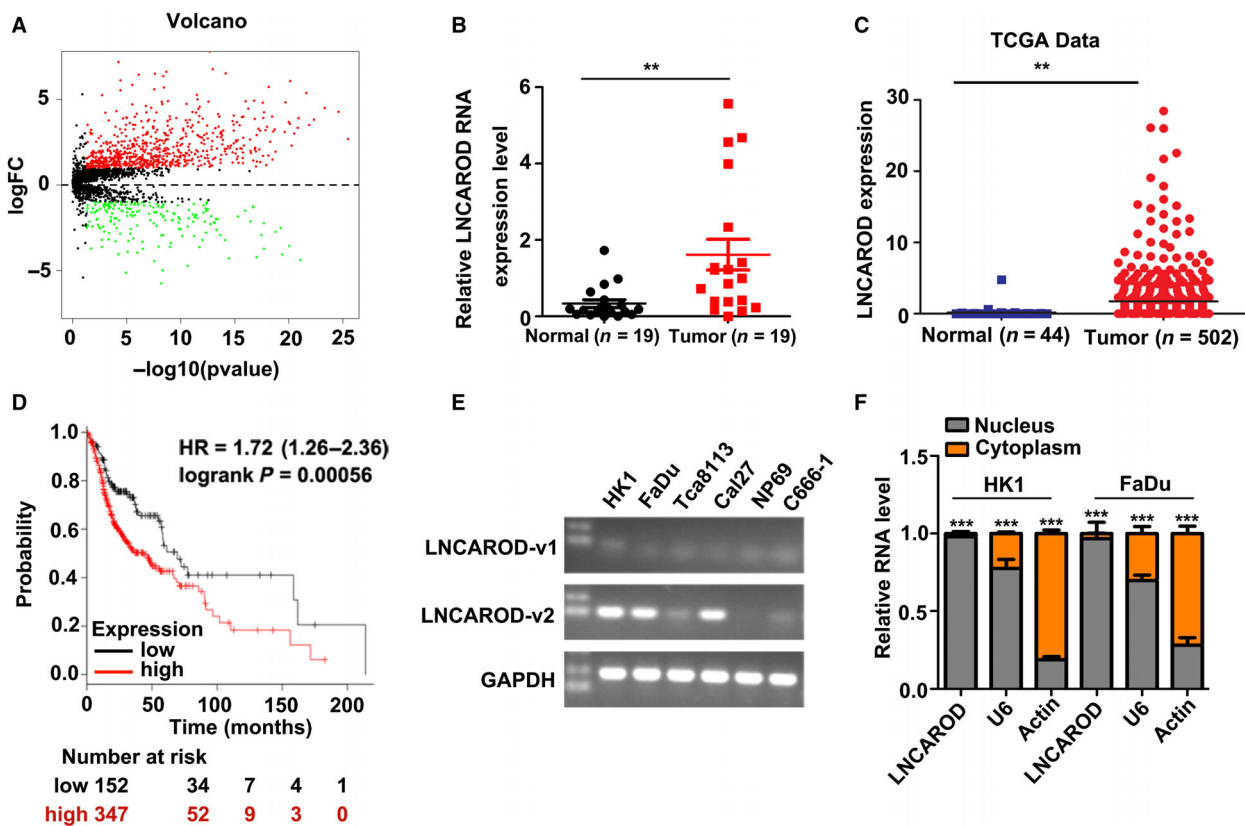 A
Volcano
logFC
5
0
−5
0 5 10 15 20 25
−log10(pvalue)
B
**
Relative LNCAROD RNA
expression level
6
4
2
0
Normal (n = 19) Tumor (n = 19)
C
TCGA Data
**
LNCAROD expression
30
20
10
0
Normal (n = 44) Tumor (n = 502)
D
HR = 1.72 (1.26–2.36)
logrank P = 0.00056
Probability
1.0
0.8
0.6
0.4
0.2
0.0
Expression
low
high
0 50 100 150 200
Time (months)
Number at risk
low 152 34 7 4 1
high 347 52 9 3 0
E
HK1 FaDu Tca8113 Cal27 NP69 C666-1
LNCAROD-v1
LNCAROD-v2
GAPDH
F
Nucleus
Cytoplasm
Relative RNA level
1.5
1.0
0.5
0.0
HK1 FaDu
*** *** *** *** *** ***
LNCAROD U6 Actin LNCAROD U6 Actin